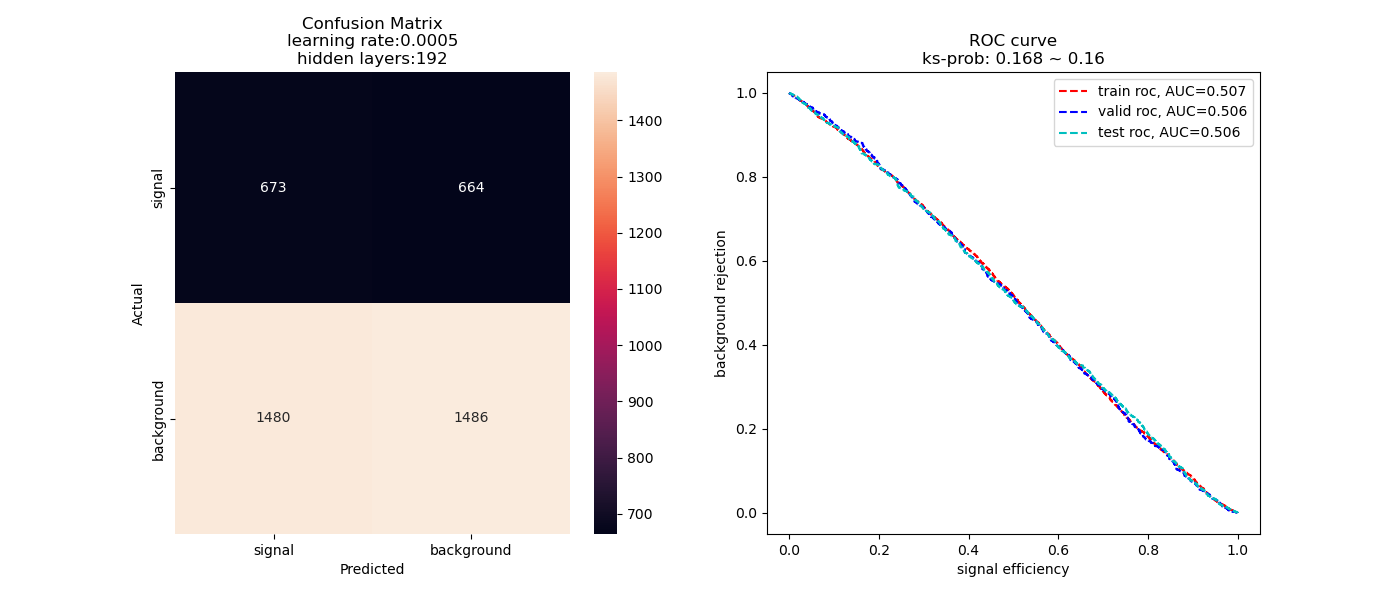 Confusion Matrix
learning rate:0.0005
hidden layers:192
signal
background
Actual
673
664
1480
1486
signal
background
Predicted
1400
1300
1200
1100
1000
900
800
700
ROC curve
ks-prob: 0.168 ~ 0.16
train roc, AUC=0.507
valid roc, AUC=0.506
test roc, AUC=0.506
background rejection
1.0
0.8
0.6
0.4
0.2
0.0
0.0
0.2
0.4
0.6
0.8
1.0
signal efficiency